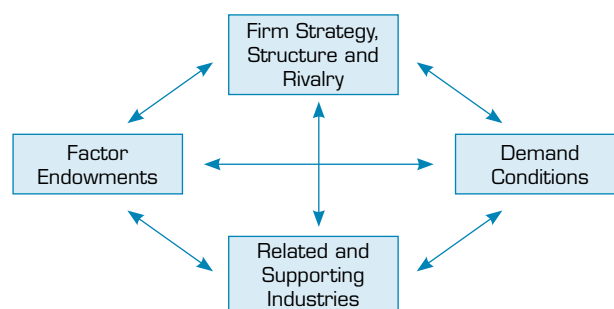 Firm Strategy,
Structure and
Rivalry
Factor
Endowments
Demand
Conditions
Related and
Supporting
Industries